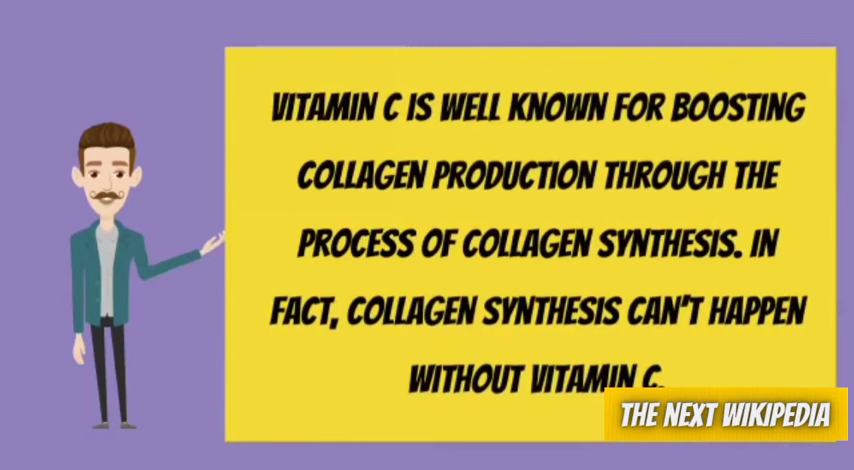 VITAMIN C IS WELL KNOWN FOR BOOSTING
COLLAGEN PRODUCTION THROUGH THE
PROCESS OF COLLAGEN SYNTHESIS. IN
FACT, COLLAGEN SYNTHESIS CAN'T HAPPEN
WITHOUT VITAMIN C.
THE NEXT WIKIPEDIA